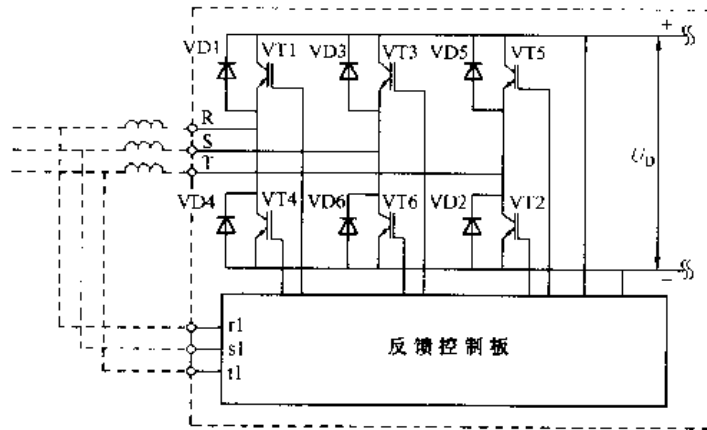 +
VD1 VT1 VD3 VT3 VD5 VT5
R
S
T
U_D
VD4 VT4 VD6 VT6 VD2 VT2
−
r1
s1
t1
反馈控制板